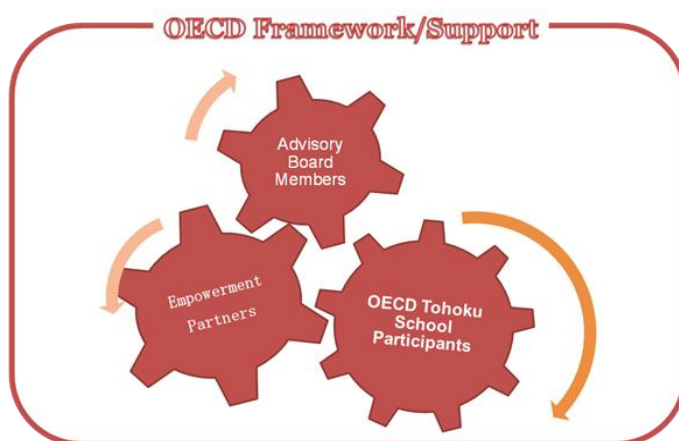 OECD Framework/Support
Advisory
Board
Members
Empowerment
Partners
OECD Tohoku
School
Participants